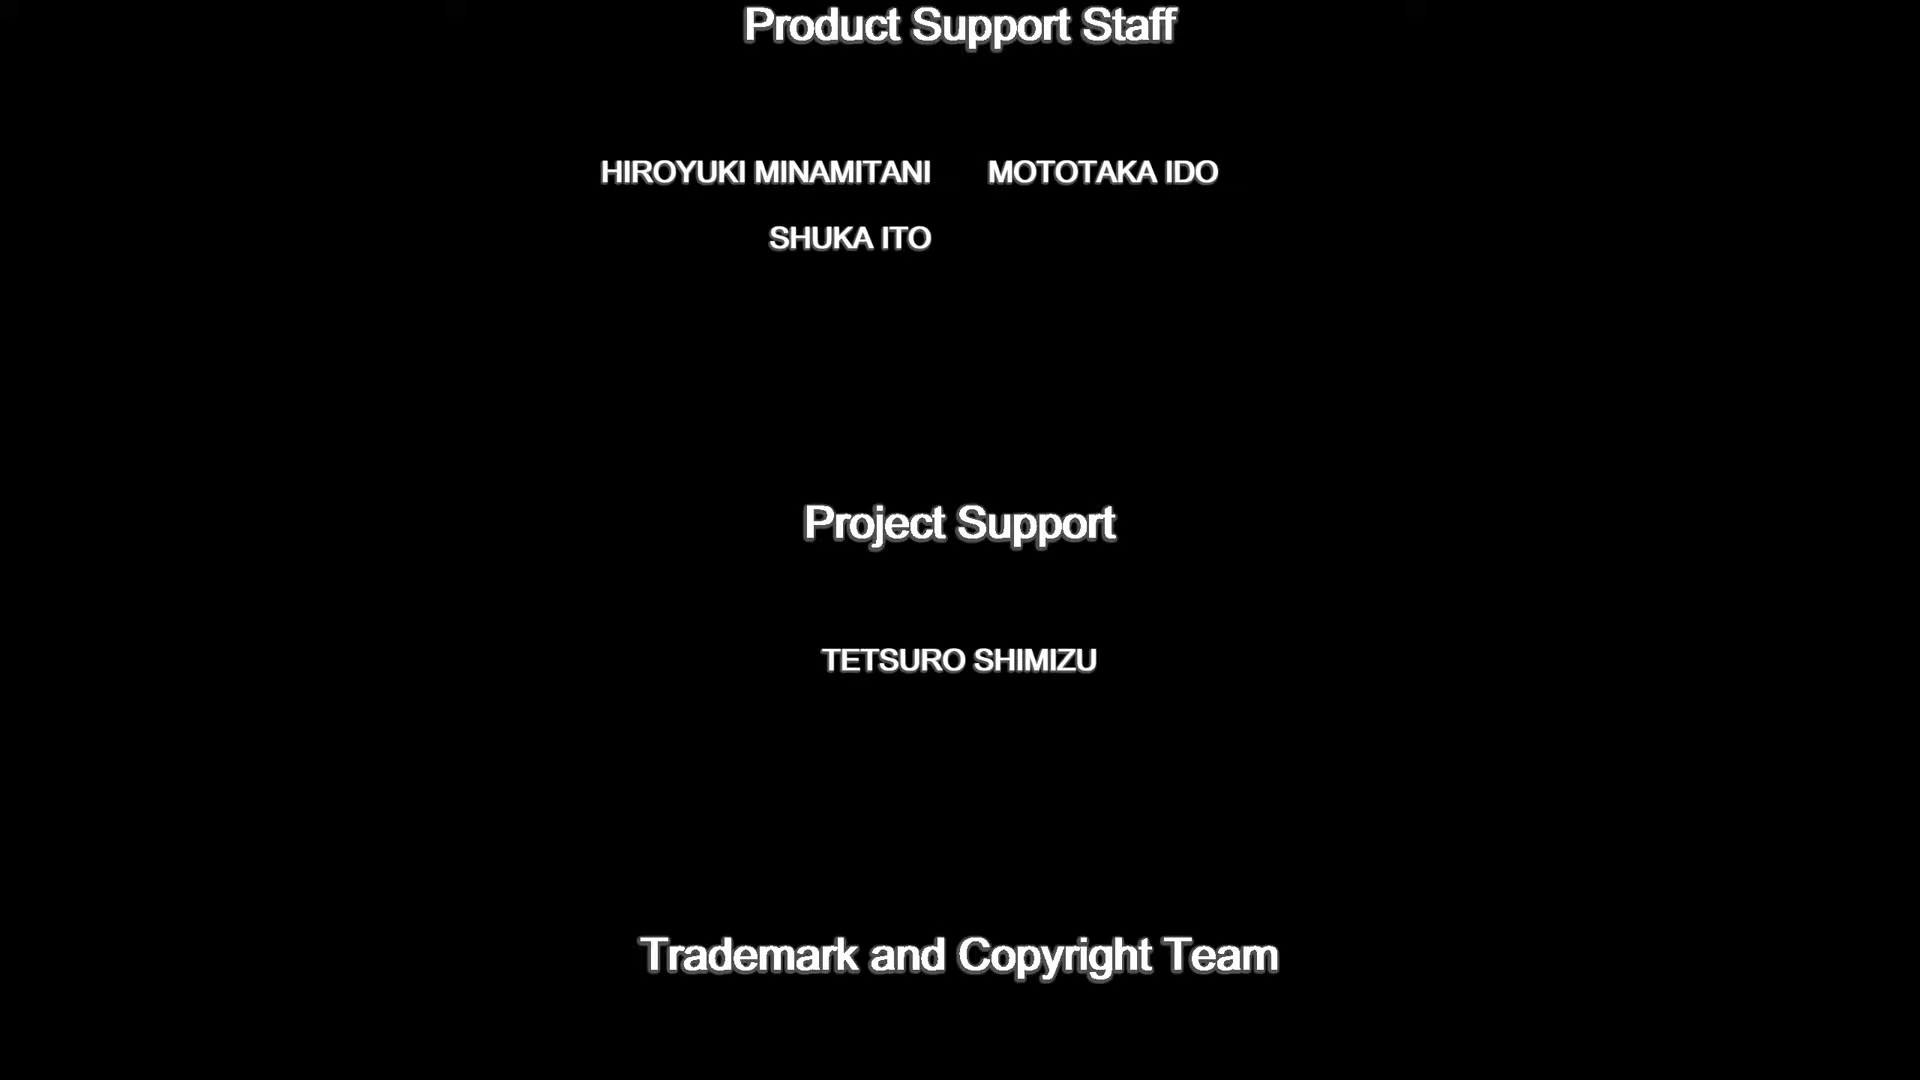 Product Support Staff
HIROYUKI MINAMITANI MOTOTAKA IDO
SHUKA ITO
Project Support
TETSURO SHIMIZU
Trademark and Copyright Team